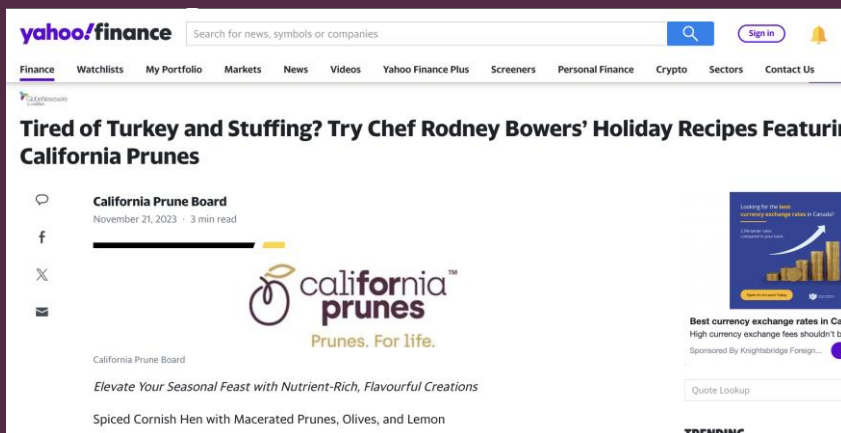 yahoo!finance
Search for news, symbols or companies
Sign in
Finance Watchlists My Portfolio Markets News Videos Yahoo Finance Plus Screeners Personal Finance Crypto Sectors Contact Us
GlobeNewswire
Tired of Turkey and Stuffing? Try Chef Rodney Bowers’ Holiday Recipes Featurin
California Prunes
California Prune Board
November 21, 2023 · 3 min read
california™
prunes
Prunes. For life.
California Prune Board
Elevate Your Seasonal Feast with Nutrient-Rich, Flavourful Creations
Spiced Cornish Hen with Macerated Prunes, Olives, and Lemon
Looking for the best
currency exchange rates in Canada?
Best currency exchange rates in Ca
High currency exchange fees shouldn't b
Sponsored By Knightsbridge Foreign...
Quote Lookup
TRENDING